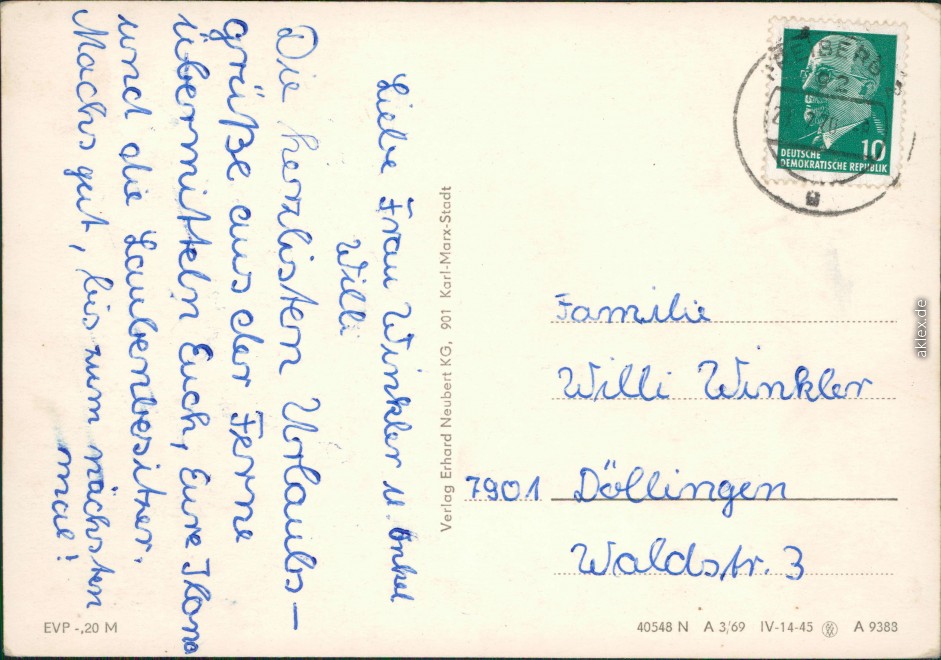 Liebe Frau Winkler u. Onkel
Willi
Die herzlisten Urlaubs-
grüße aus der Ferne
übermitteln Euch, Eure Ilona
und die Laubenbesitzer.
Machs gut, bis zum nächsten
mal!
Verlag Erhard Neubert KG, 901 Karl-Marx-Stadt
10
DEUTSCHE
DEMOKRATISCHE REPUBLIK
Familie
Willi Winkler
7901 Döllingen
Waldstr. 3
EVP -,20 M
40548 N A 3/69 IV-14-45 A 9383
aklex.de